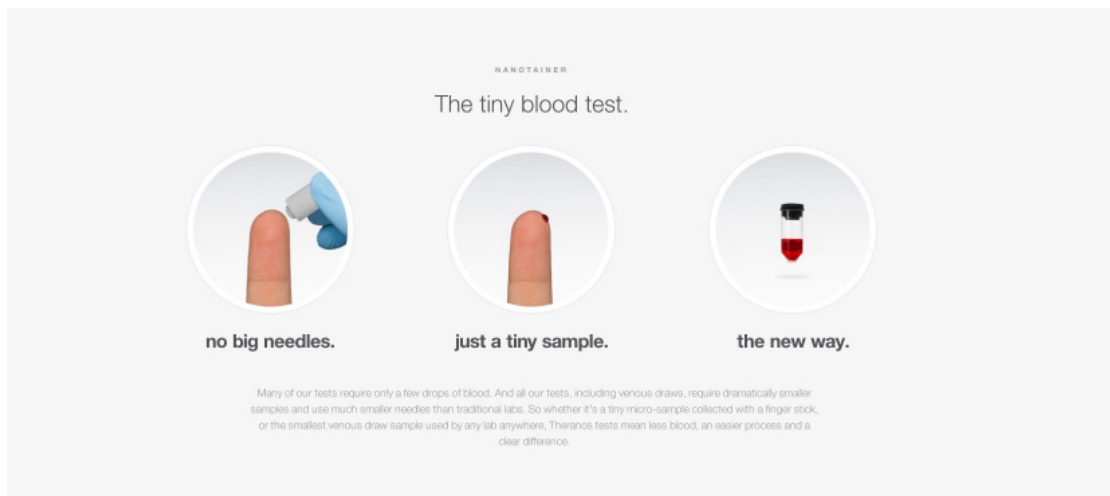 NANOTAINER
The tiny blood test.
no big needles.
just a tiny sample.
the new way.
Many of our tests require only a few drops of blood. And all our tests, including venous draws, require dramatically smaller
samples and use much smaller needles than traditional labs. So whether it's a tiny micro-sample collected with a finger stick,
or the smallest venous draw sample used by any lab anywhere, Theranos tests mean less blood, an easier process and a
clear difference.